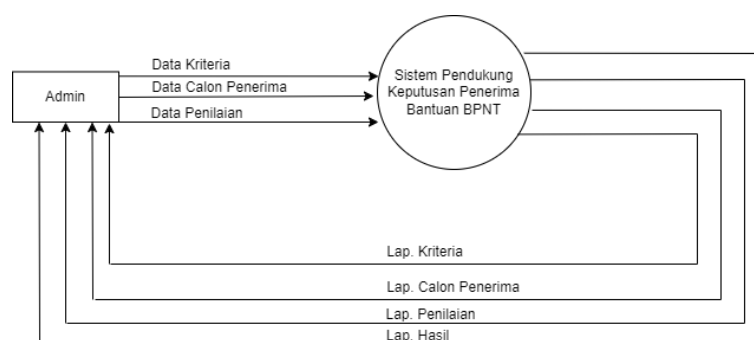 Data Kriteria
Data Calon Penerima
Data Penilaian
Admin
Sistem Pendukung
Keputusan Penerima
Bantuan BPNT
Lap. Kriteria
Lap. Calon Penerima
Lap. Penilaian
Lap. Hasil